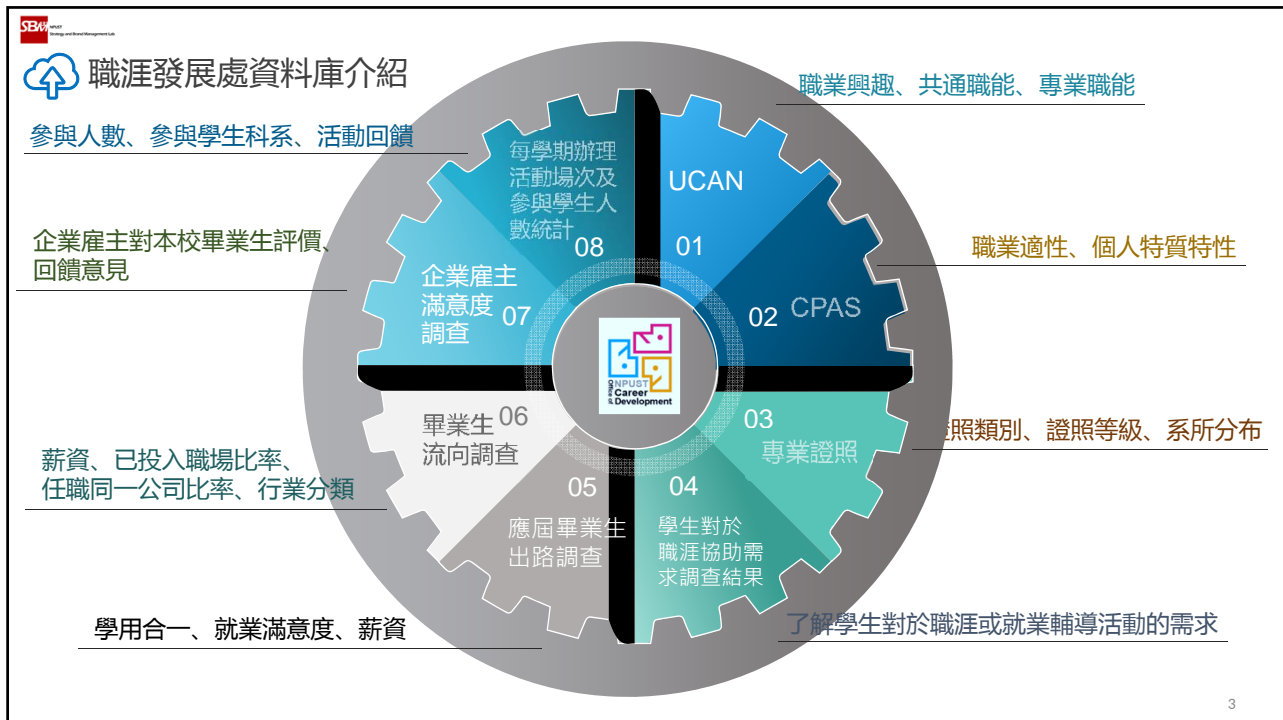 SBM NPUST
Strategy and Brand Management Lab
職涯發展處資料庫介紹
職業興趣、共通職能、專業職能
參與人數、參與學生科系、活動回饋
每學期辦理
活動場次及
參與學生人
數統計
08
UCAN
01
企業雇主對本校畢業生評價、
回饋意見
職業適性、個人特質特性
企業雇主
滿意度
調查
07
02
CPAS
NPUST
Office of
Career
Development
畢業生
流向調查
06
03
專業證照
照類別、證照等級、系所分布
薪資、已投入職場比率、
任職同一公司比率、行業分類
05
應屆畢業生
出路調查
04
學生對於
職涯協助需
求調查結果
學用合一、就業滿意度、薪資
了解學生對於職涯或就業輔導活動的需求
3